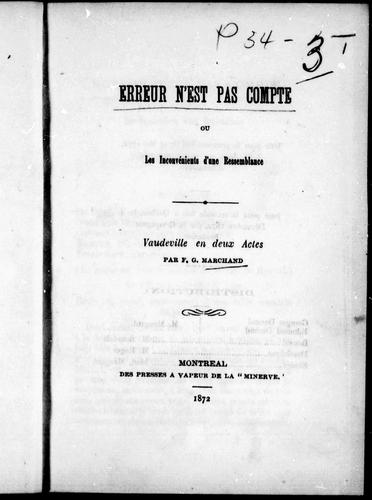 P 34 - 3 I
ERREUR N'EST PAS COMPTE
OU
Les Inconvénients d'une Ressemblance
Vaudeville en deux Actes
PAR F. G. MARCHAND
MONTREAL
DES PRESSES A VAPEUR DE LA "MINERVE.'
1872